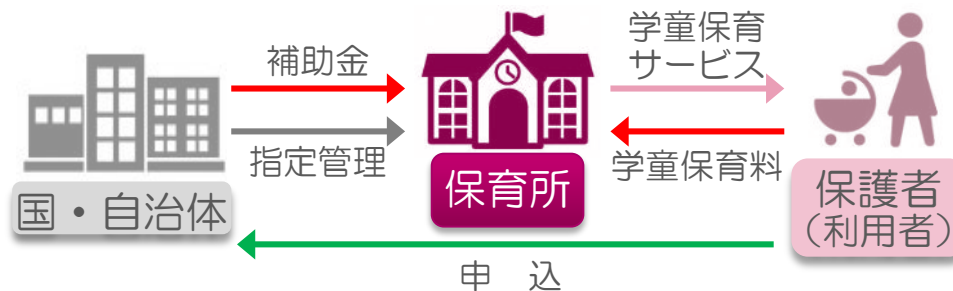 補助金
指定管理
国・自治体
保育所
学童保育
サービス
学童保育料
保護者
(利用者)
申　込